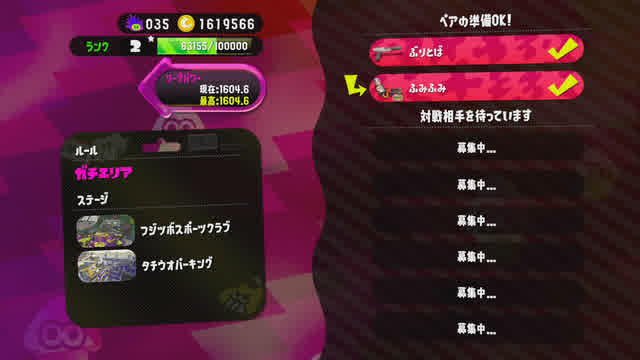 035 1619566
ランク 2 63155/100000
リーグパワー
現在:1604.6
最高:1604.6
ルール
ガチエリア
ステージ
フジツボスポーツクラブ
タチウオパーキング
ペアの準備OK!
ぷりとば
ふみふみ
対戦相手を待っています
募集中...
募集中...
募集中...
募集中...
募集中...
募集中...